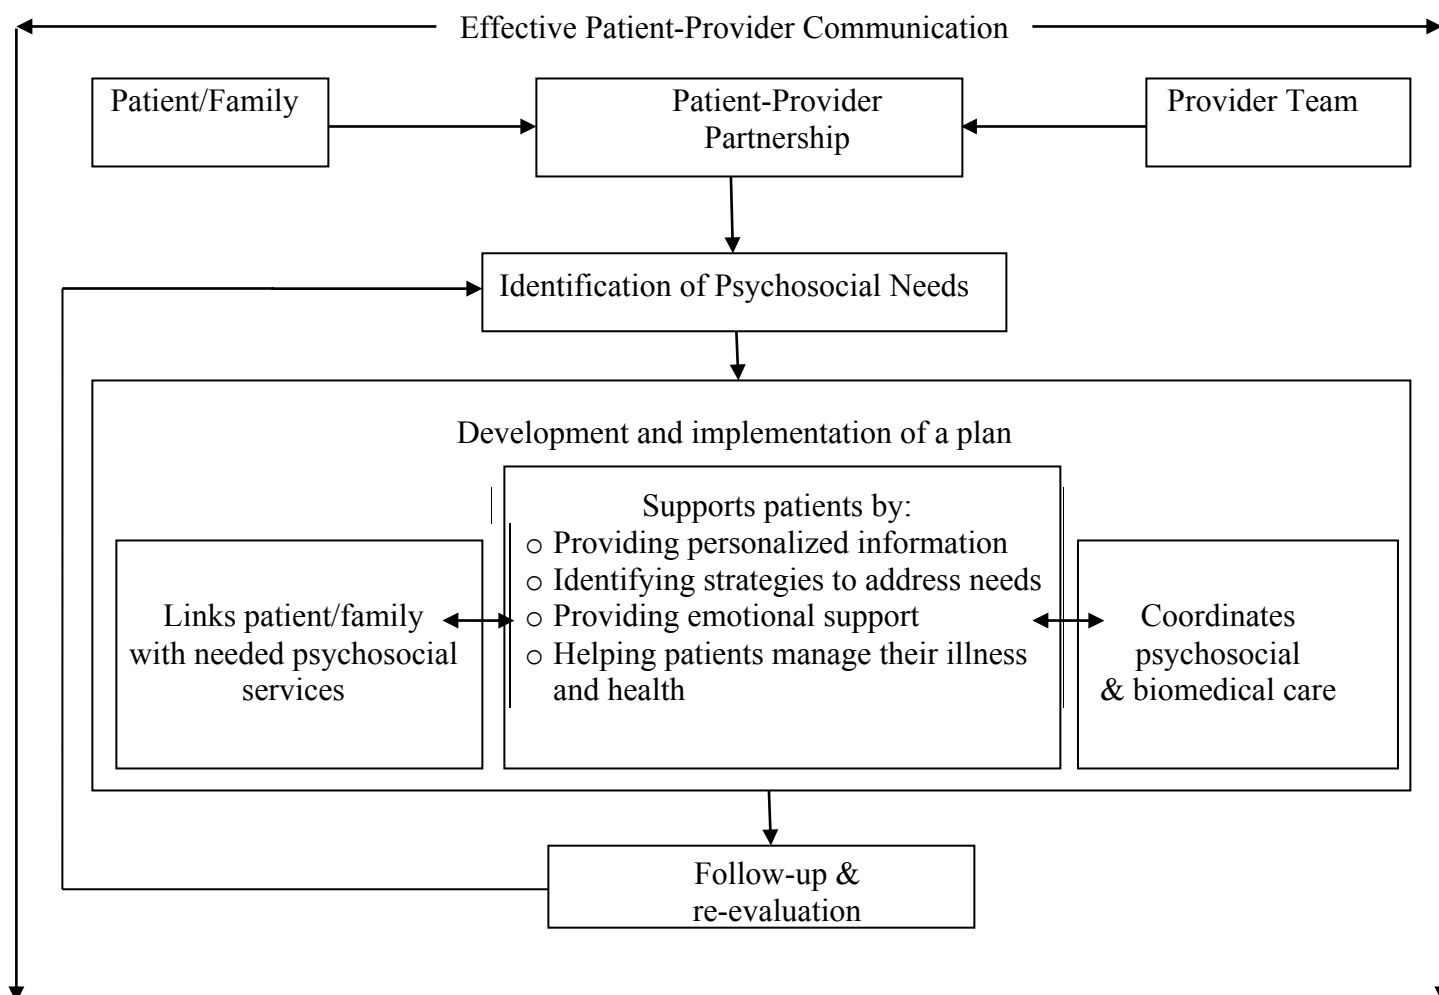 Effective Patient-Provider Communication
Patient/Family
Patient-Provider
Partnership
Provider Team
Identification of Psychosocial Needs
Development and implementation of a plan
Links patient/family
with needed psychosocial
services
Supports patients by:
o Providing personalized information
o Identifying strategies to address needs
o Providing emotional support
o Helping patients manage their illness
and health
Coordinates
psychosocial
& biomedical care
Follow-up &
re-evaluation